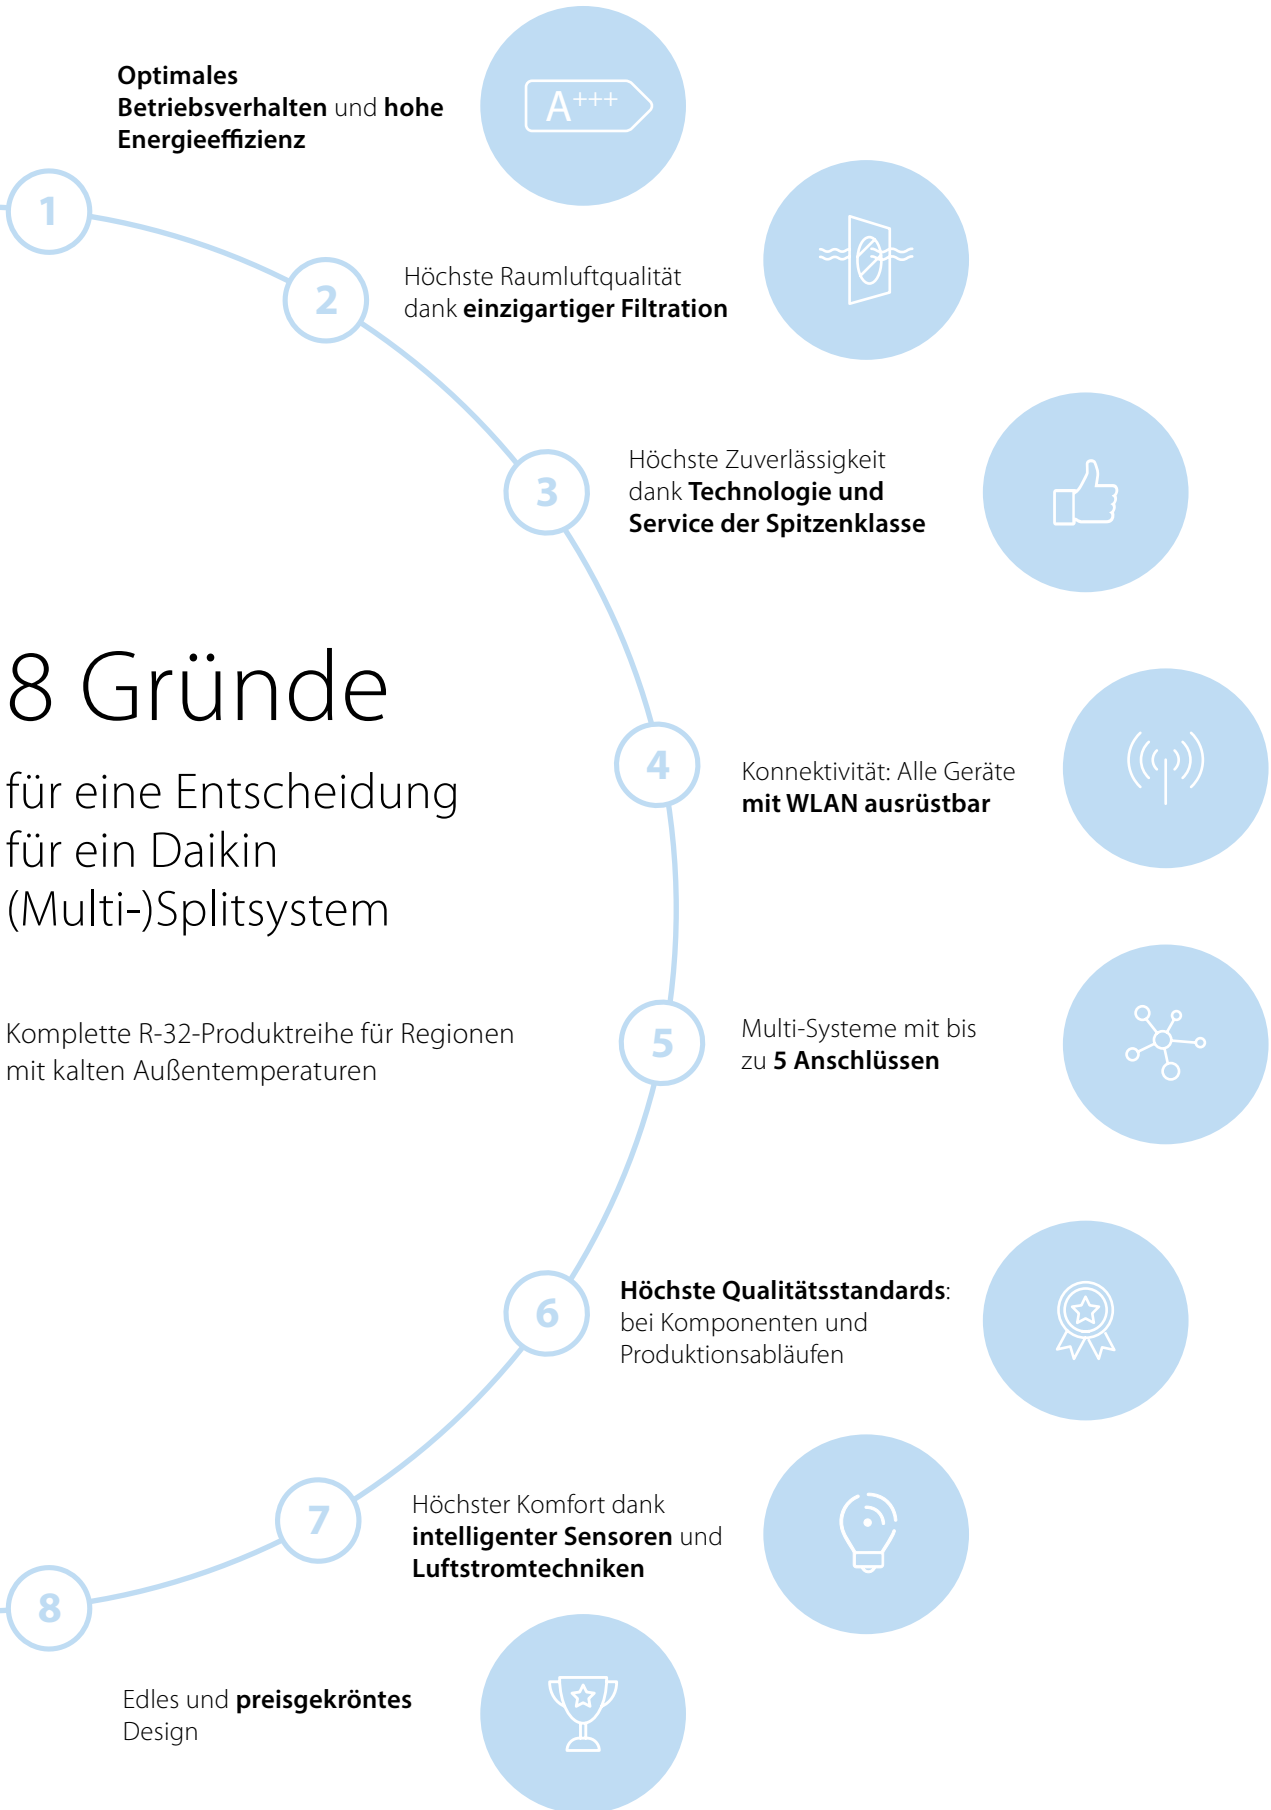 Optimales
Betriebsverhalten und hohe
Energieeffizienz
A+++
1
2
Höchste Raumluftqualität
dank einzigartiger Filtration
3
Höchste Zuverlässigkeit
dank Technologie und
Service der Spitzenklasse
8 Gründe
für eine Entscheidung
für ein Daikin
(Multi-)Splitsystem
4
Konnektivität: Alle Geräte
mit WLAN ausrüstbar
Komplette R-32-Produktreihe für Regionen
mit kalten Außentemperaturen
5
Multi-Systeme mit bis
zu 5 Anschlüssen
6
Höchste Qualitätsstandards:
bei Komponenten und
Produktionsabläufen
7
Höchster Komfort dank
intelligenter Sensoren und
Luftstromtechniken
8
Edles und preisgekröntes
Design